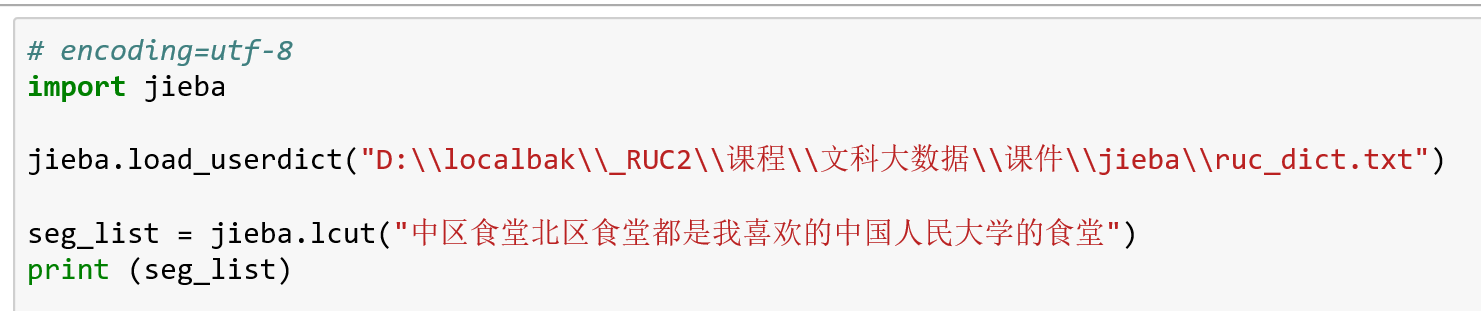 # encoding=utf-8
import jieba
jieba.load_userdict("D:\\localbak\\_RUC2\\课程\\文科大数据\\课件\\jieba\\ruc_dict.txt")
seg_list = jieba.lcut("中区食堂北区食堂都是我喜欢的中国人民大学的食堂")
print (seg_list)